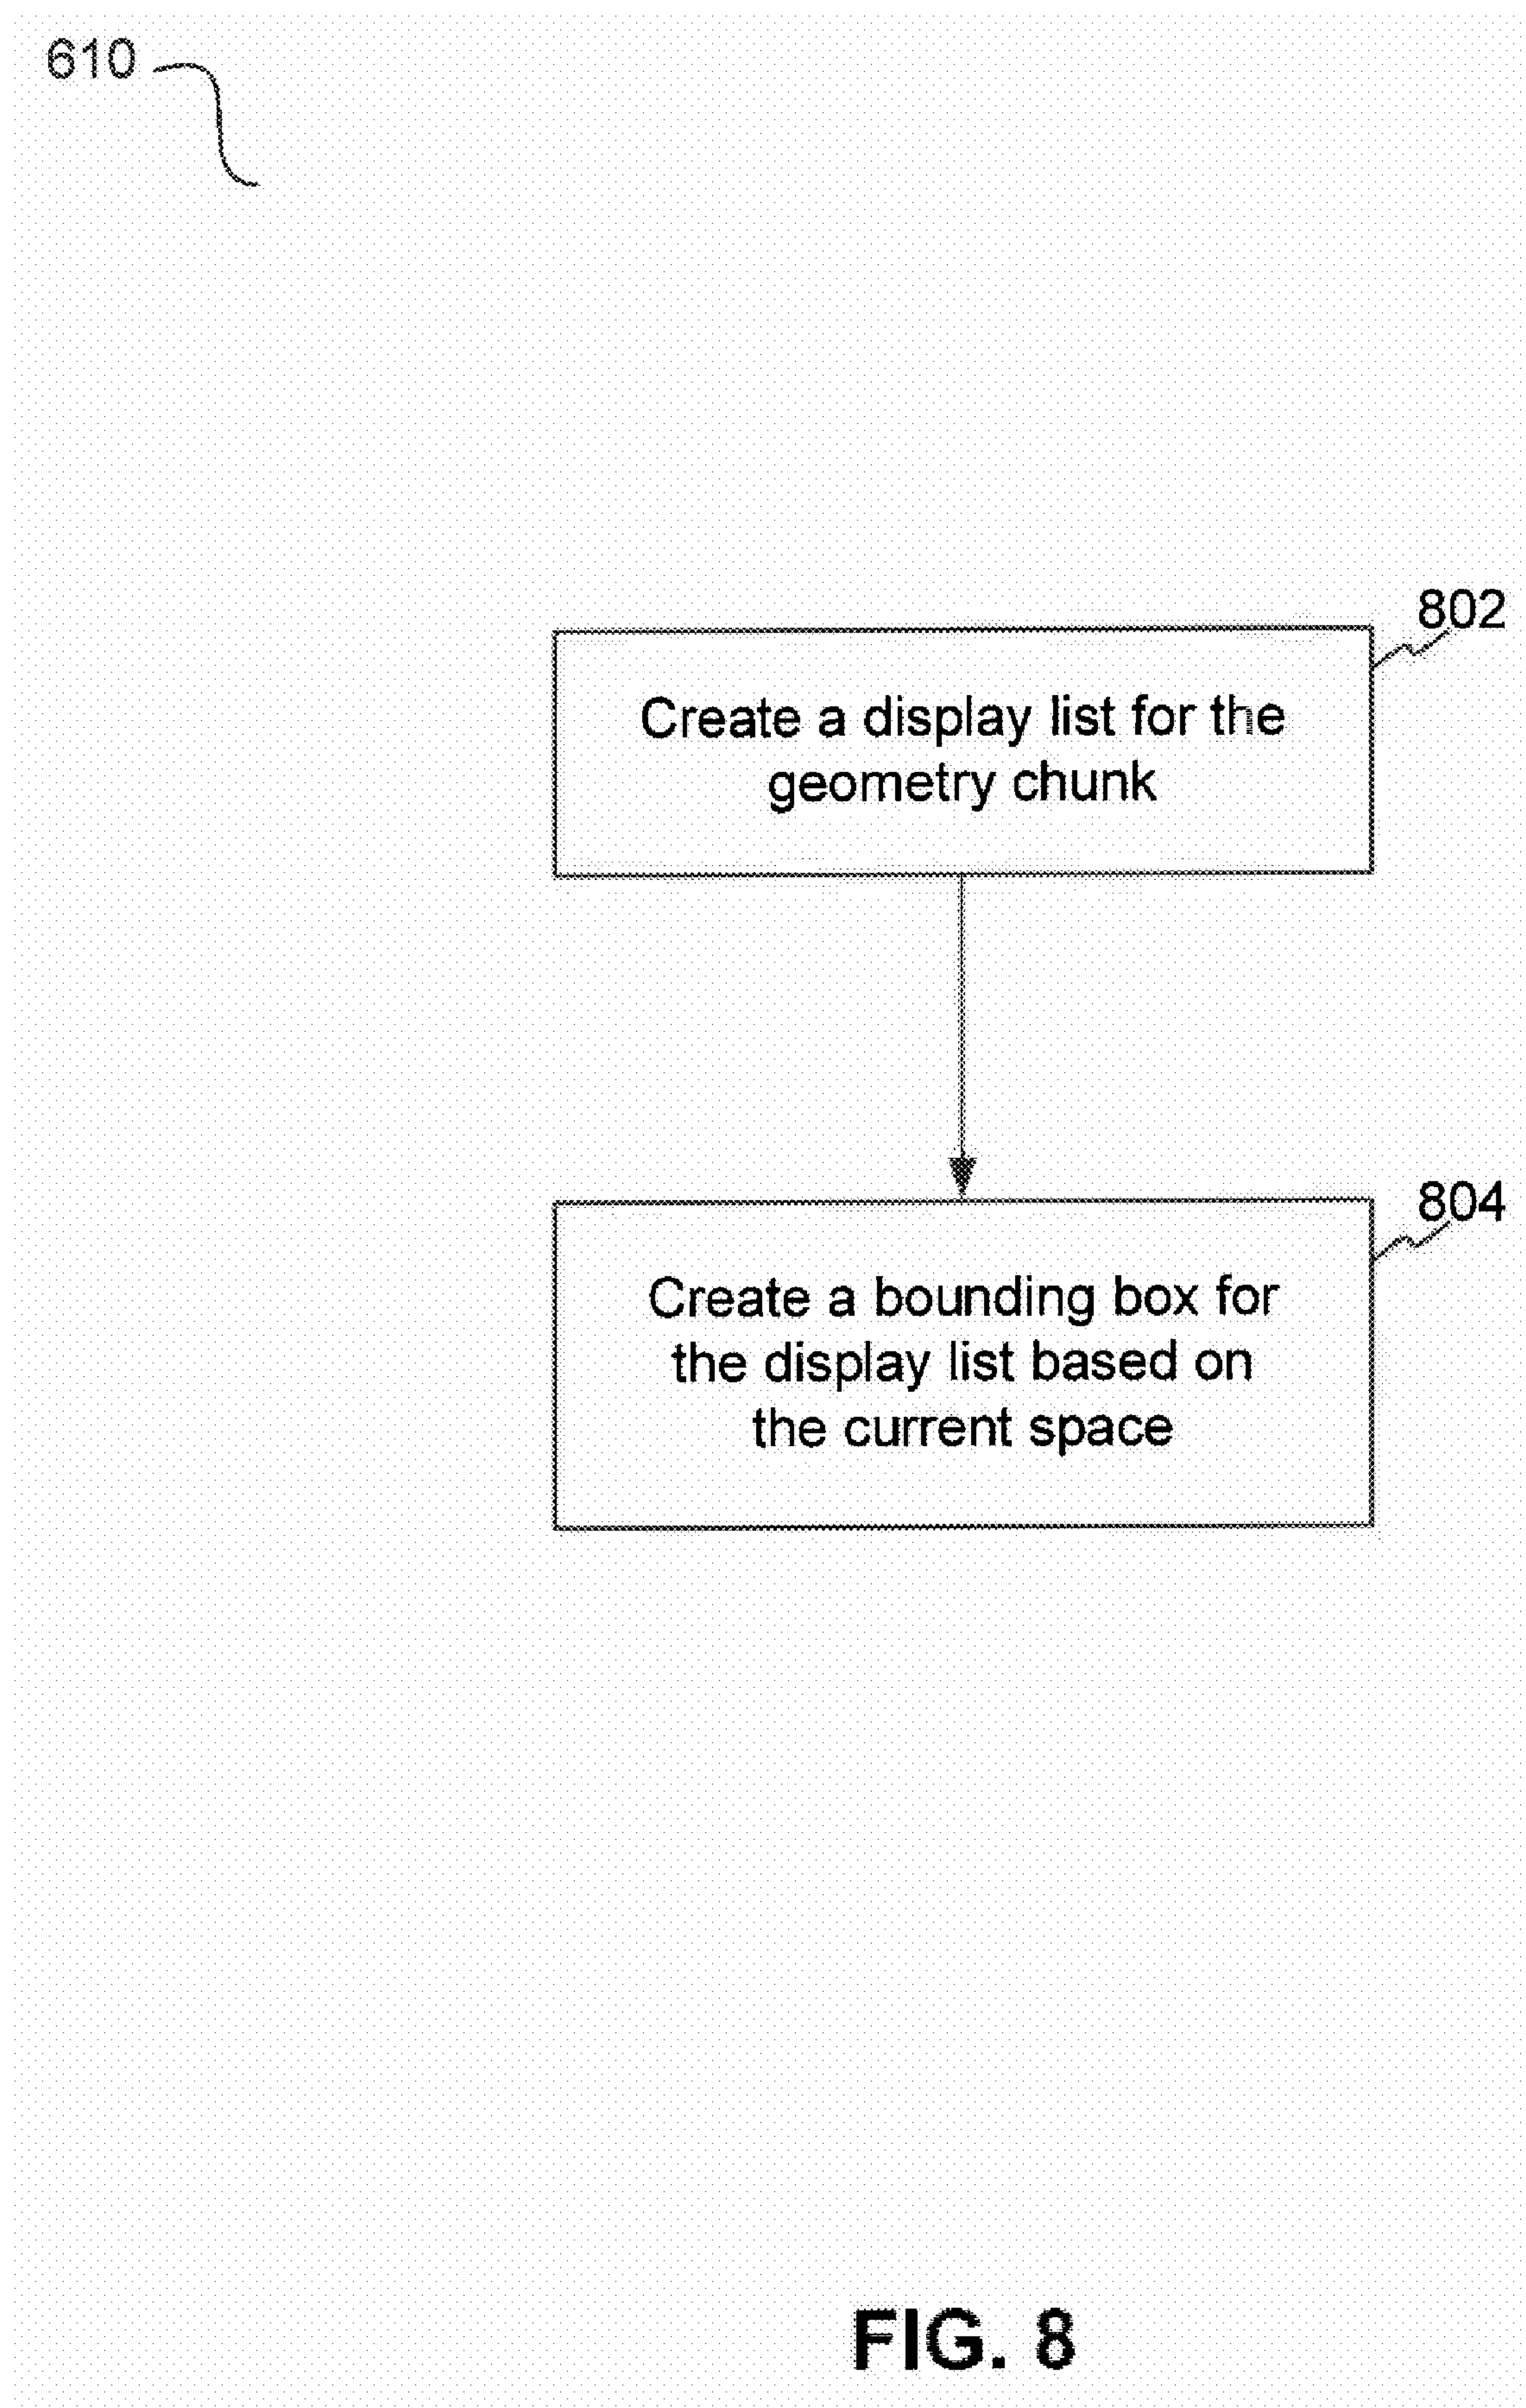 610
802
Create a display list for the
geometry chunk
804
Create a bounding box for
the display list based on
the current space
FIG. 8